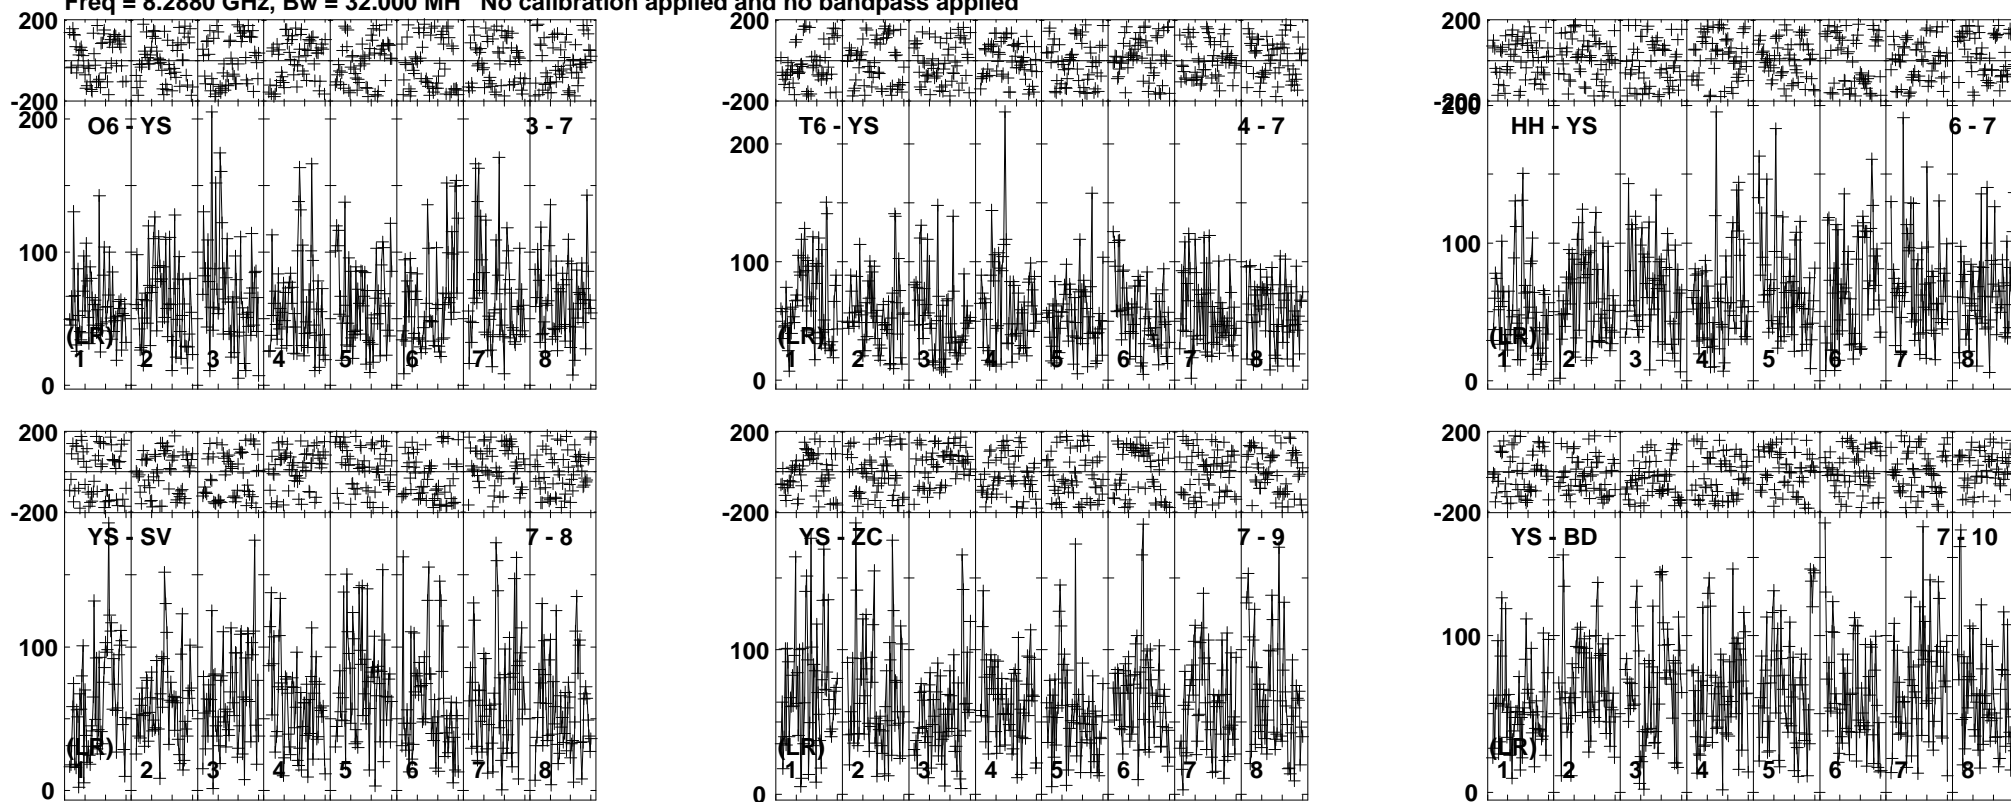 Freq = 8.2880 GHz, Bw = 32.000 MH No calibration applied and no bandpass applied
200 200 200
-200 -200 -200
200 O6 - YS 3 - 7 T6 - YS 4 - 7 200 HH - YS 6 - 7
200
100 100 100
(LR) (LR) (LR)
1 2 3 4 5 6 7 8 1 2 3 4 5 6 7 8 1 2 3 4 5 6 7 8
0 0 0
200 200 200
-200 -200 -200
YS - SV 7 - 8 YS - ZC 7 - 9 YS - BD 7 - 10
100 100 100
(LR) (LR) (LR)
1 2 3 4 5 6 7 8 1 2 3 4 5 6 7 8 1 2 3 4 5 6 7 8
0 0 0